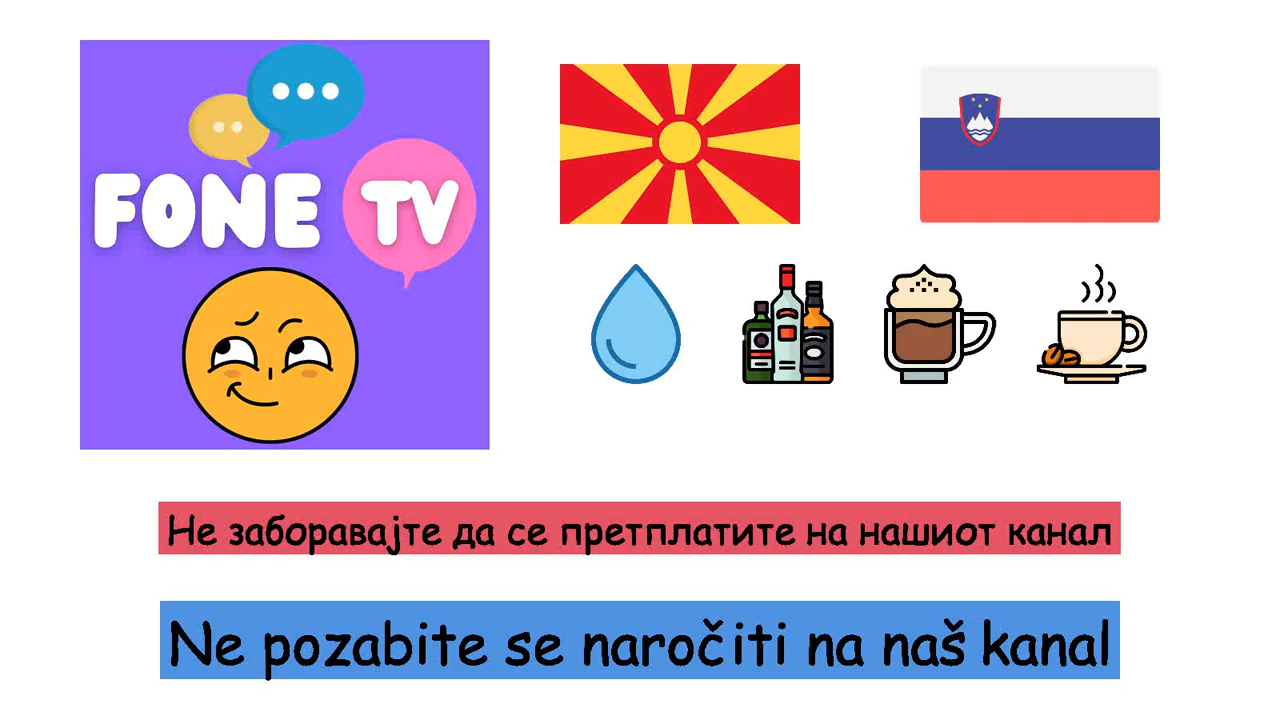 FONE TV
Не заборавајте да се претплатите на нашиот канал
Ne pozabite se naročiti na naš kanal